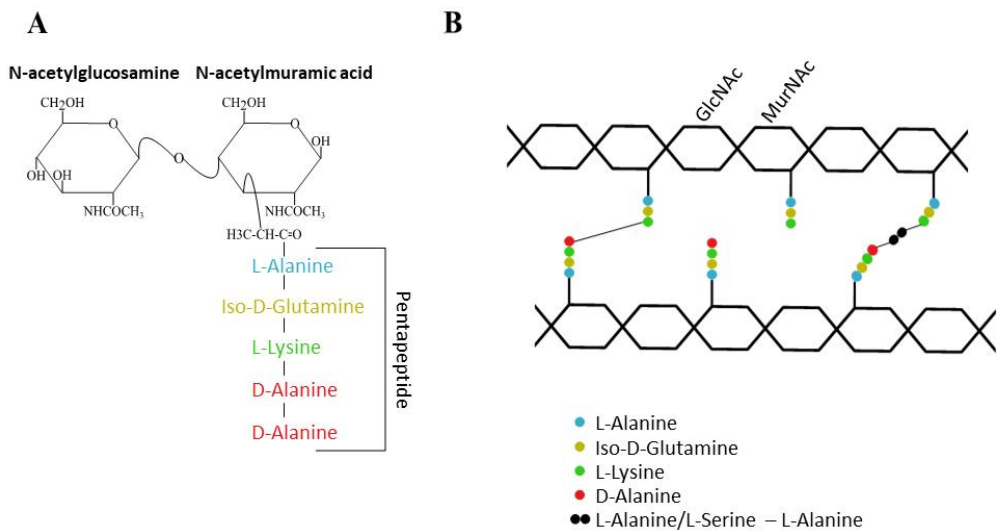 A
N-acetylglucosamine N-acetylmuramic acid
CH2OH CH2OH
O O OH
O
OH OH
NHCOCH3 NHCOCH3
H3C-CH-C=O
L-Alanine
Iso-D-Glutamine
L-Lysine
D-Alanine
D-Alanine
Pentapeptide
B
GlcNAc MurNAc
L-Alanine
Iso-D-Glutamine
L-Lysine
D-Alanine
L-Alanine/L-Serine – L-Alanine